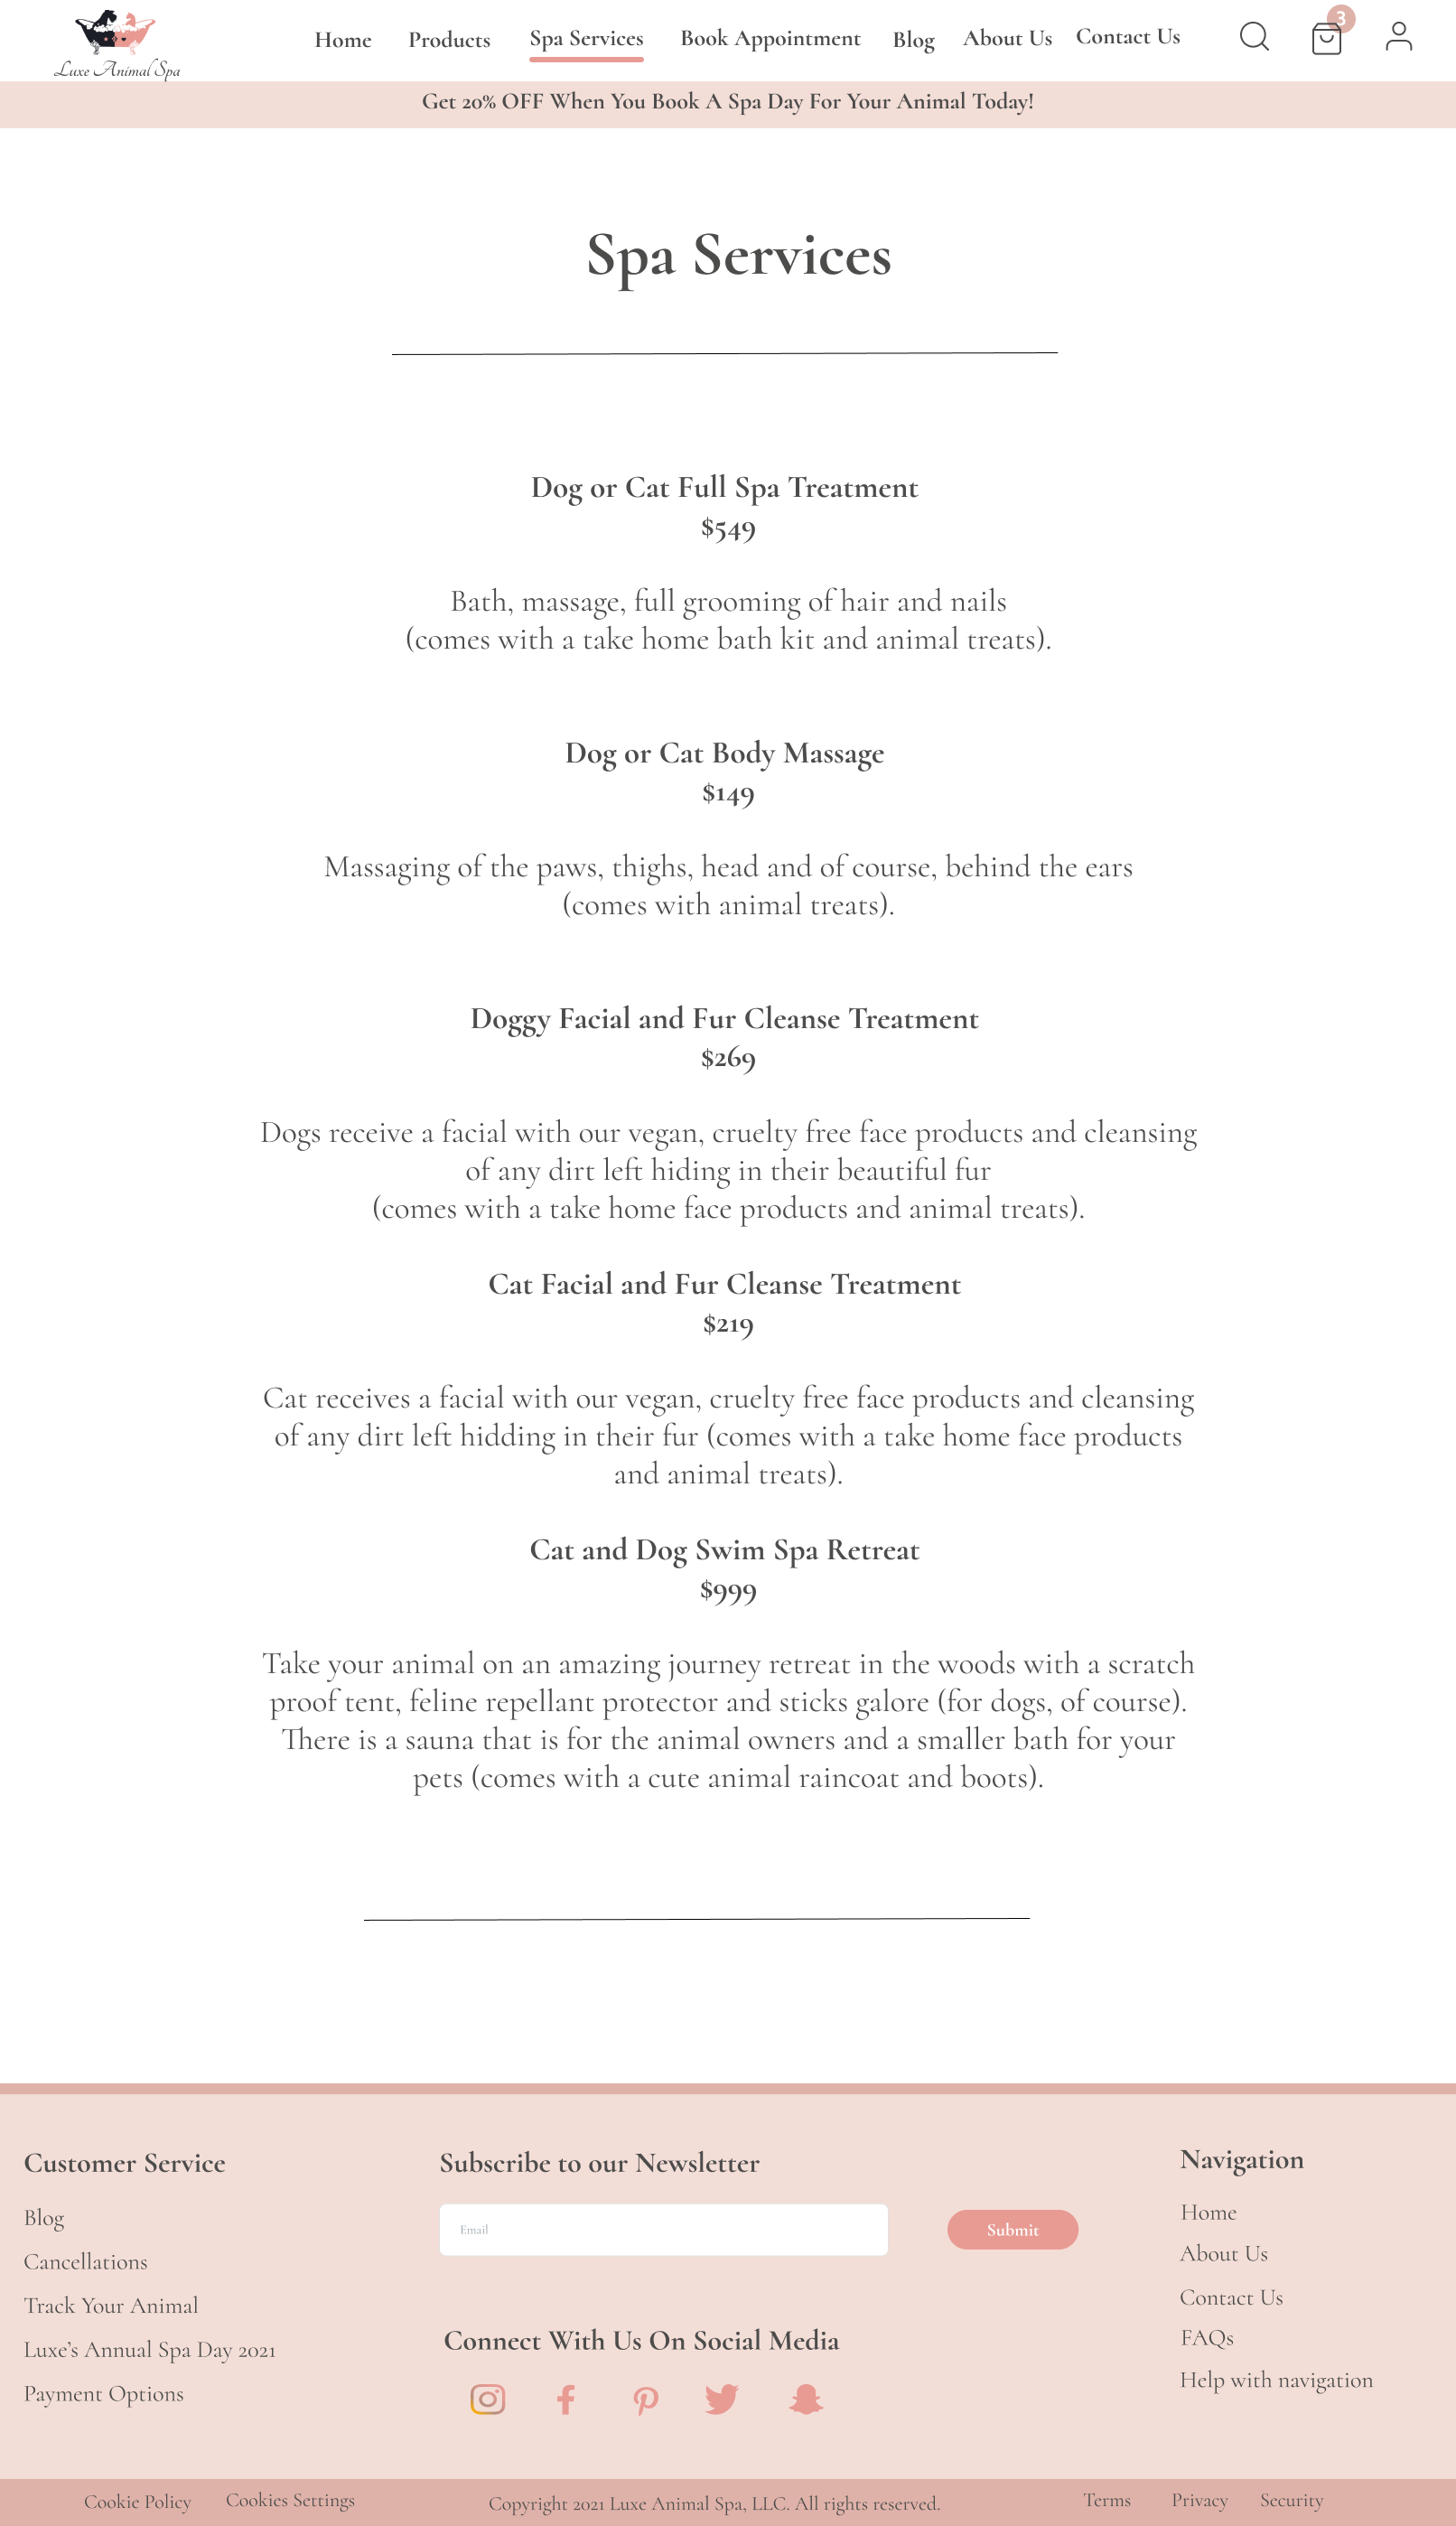 Luxe Animal Spa
Home Products Spa Services Book Appointment Blog About Us Contact Us 3
Get 20% OFF When You Book A Spa Day For Your Animal Today!
Spa Services
Dog or Cat Full Spa Treatment
$549
Bath, massage, full grooming of hair and nails
(comes with a take home bath kit and animal treats).
Dog or Cat Body Massage
$149
Massaging of the paws, thighs, head and of course, behind the ears
(comes with animal treats).
Doggy Facial and Fur Cleanse Treatment
$269
Dogs receive a facial with our vegan, cruelty free face products and cleansing
of any dirt left hiding in their beautiful fur
(comes with a take home face products and animal treats).
Cat Facial and Fur Cleanse Treatment
$219
Cat receives a facial with our vegan, cruelty free face products and cleansing
of any dirt left hidding in their fur (comes with a take home face products
and animal treats).
Cat and Dog Swim Spa Retreat
$999
Take your animal on an amazing journey retreat in the woods with a scratch
proof tent, feline repellant protector and sticks galore (for dogs, of course).
There is a sauna that is for the animal owners and a smaller bath for your
pets (comes with a cute animal raincoat and boots).
Customer Service
Blog
Cancellations
Track Your Animal
Luxe's Annual Spa Day 2021
Payment Options
Subscribe to our Newsletter
Email
Submit
Connect With Us On Social Media
Navigation
Home
About Us
Contact Us
FAQs
Help with navigation
Cookie Policy Cookies Settings Copyright 2021 Luxe Animal Spa, LLC. All rights reserved. Terms Privacy Security